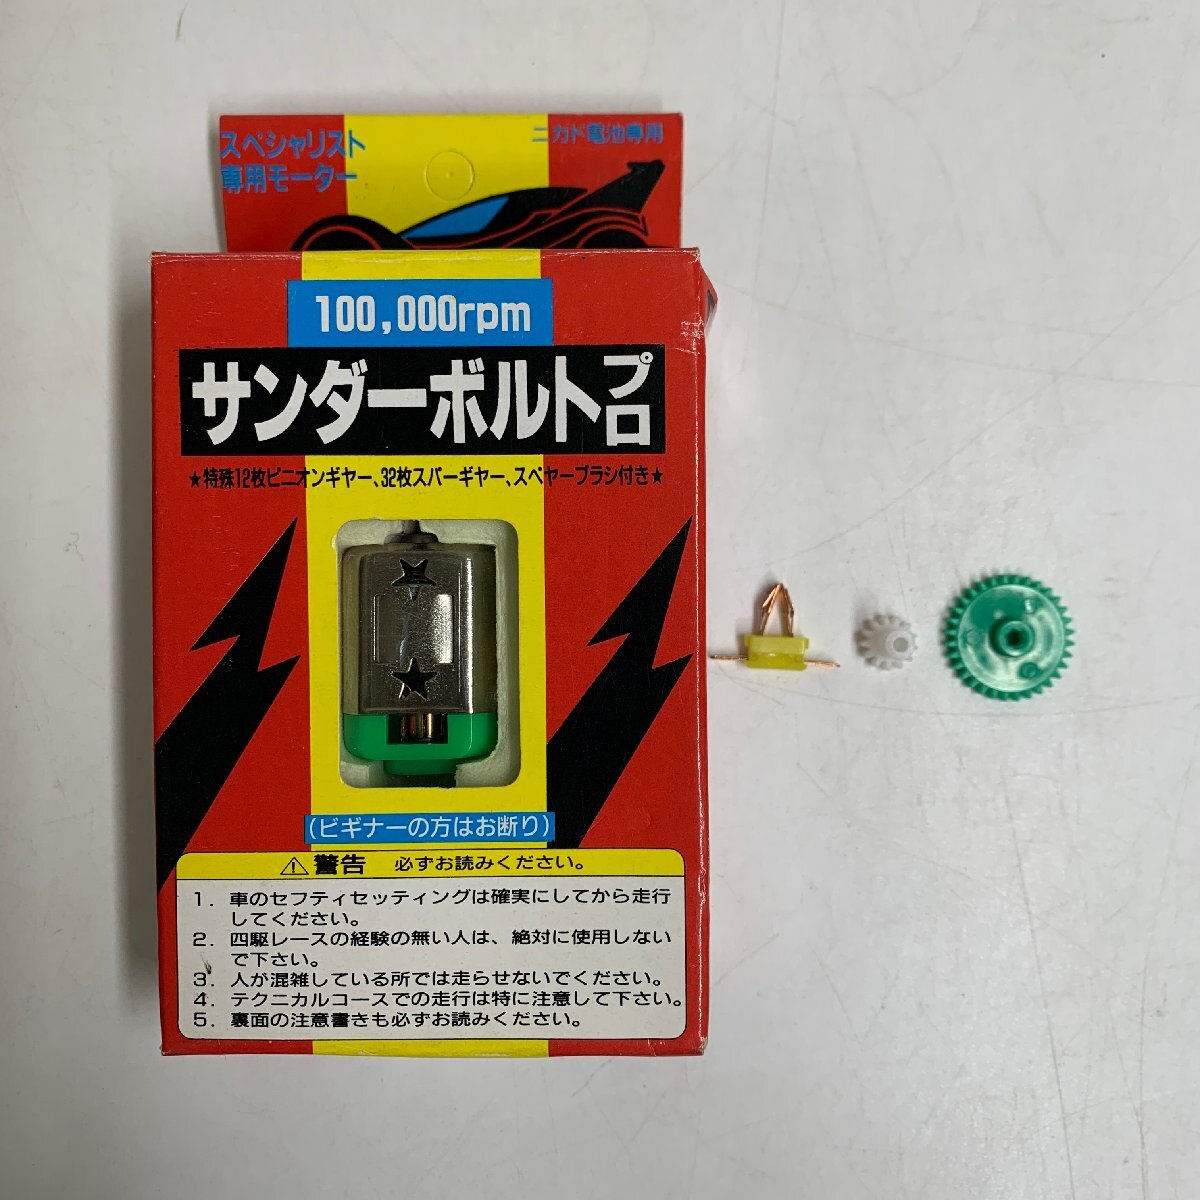 スペシャリスト
専用モーター
ニカド電池専用
100,000rpm
サンダーボルトプロ
★特殊12枚ピニオンギヤー、32枚スパーギヤー、スペヤーブラシ付き★
(ビギナーの方はお断り)
⚠警告 必ずお読みください。
1. 車のセフティセッティングは確実にしてから走行
してください。
2. 四駆レースの経験の無い人は、絶対に使用しない
で下さい。
3. 人が混雑している所では走らせないでください。
4. テクニカルコースでの走行は特に注意して下さい。
5. 裏面の注意書きも必ずお読みください。